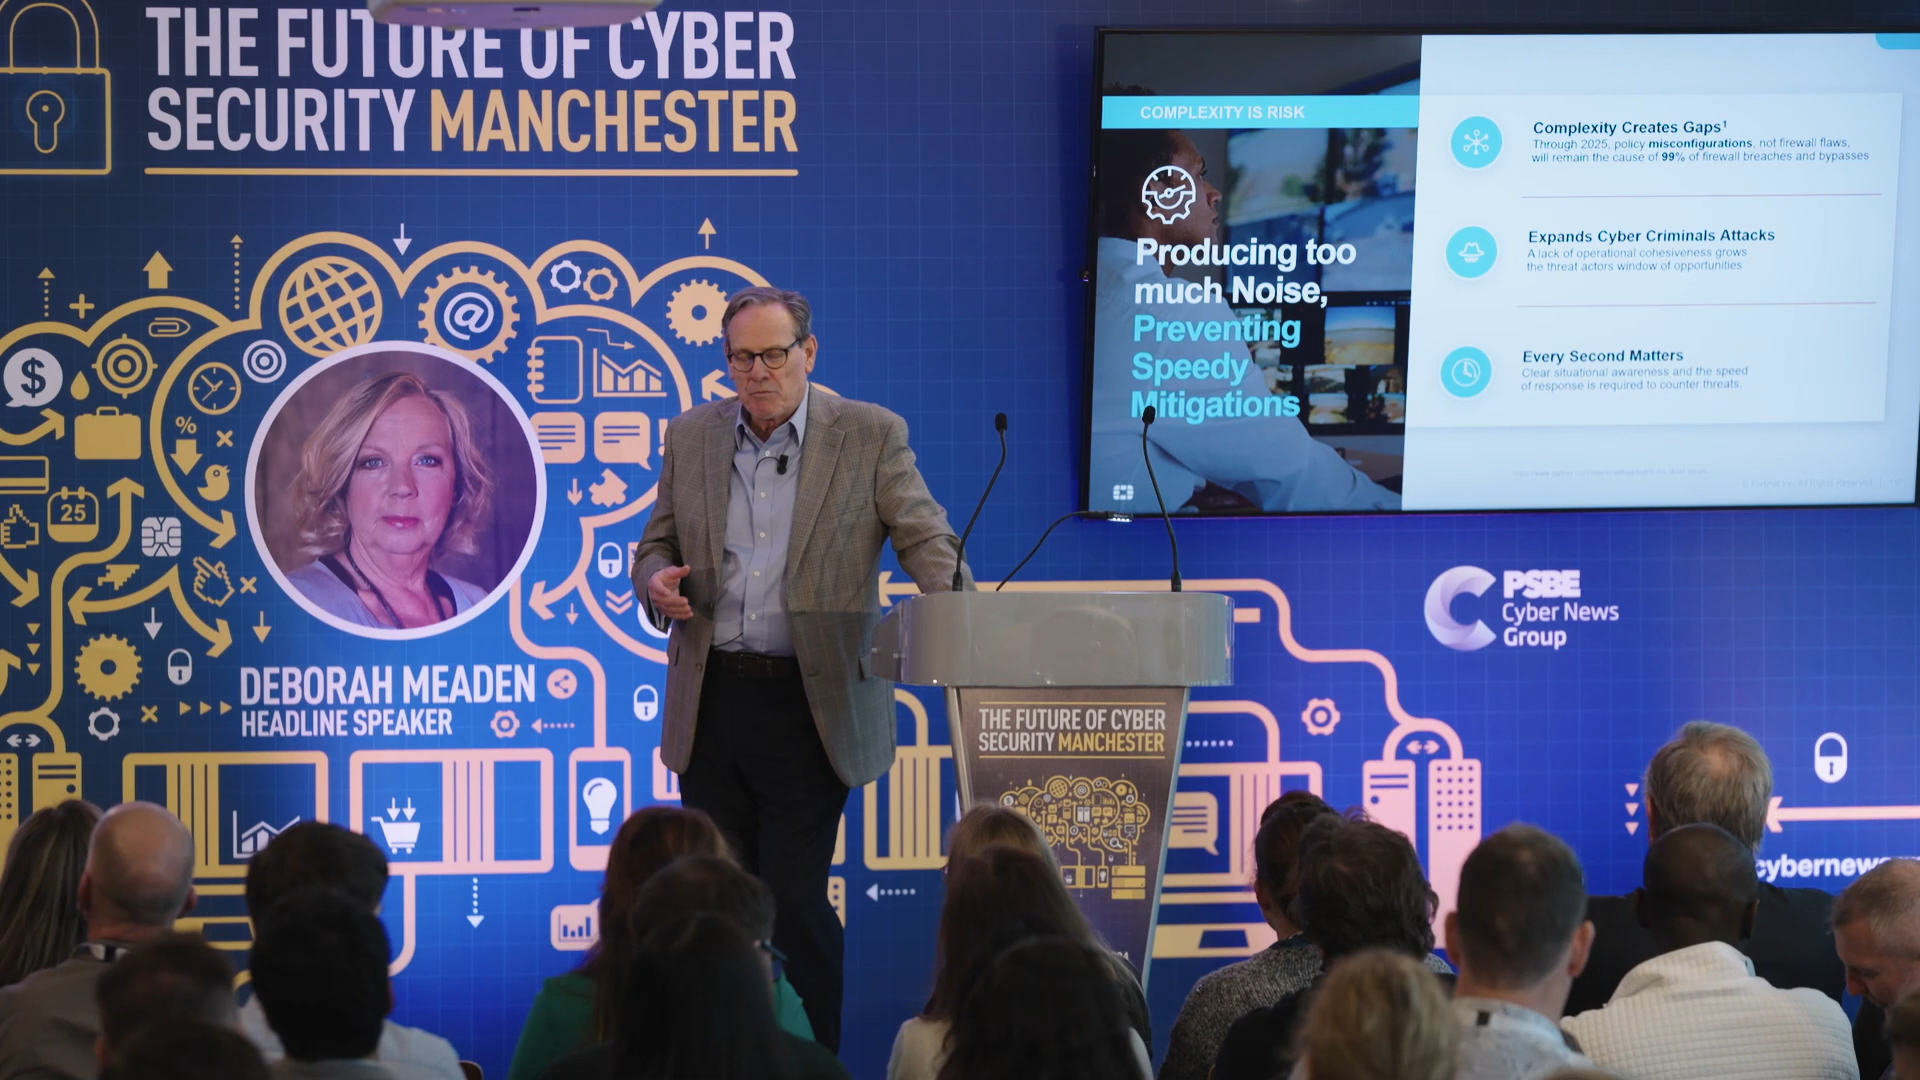 THE FUTURE OF CYBER
SECURITY MANCHESTER
COMPLEXITY IS RISK
Producing too
much Noise,
Preventing
Speedy
Mitigations
Complexity Creates Gaps¹
Through 2025, policy misconfigurations, not firewall flaws,
will remain the cause of 99% of firewall breaches and bypasses
Expands Cyber Criminals Attacks
A lack of operational cohesiveness grows
the threat actors window of opportunities
Every Second Matters
Clear situational awareness and the speed
of response is required to counter threats.
$
@
%
25
DEBORAH MEADEN
HEADLINE SPEAKER
PSBE
Cyber News
Group
THE FUTURE OF CYBER
SECURITY MANCHESTER